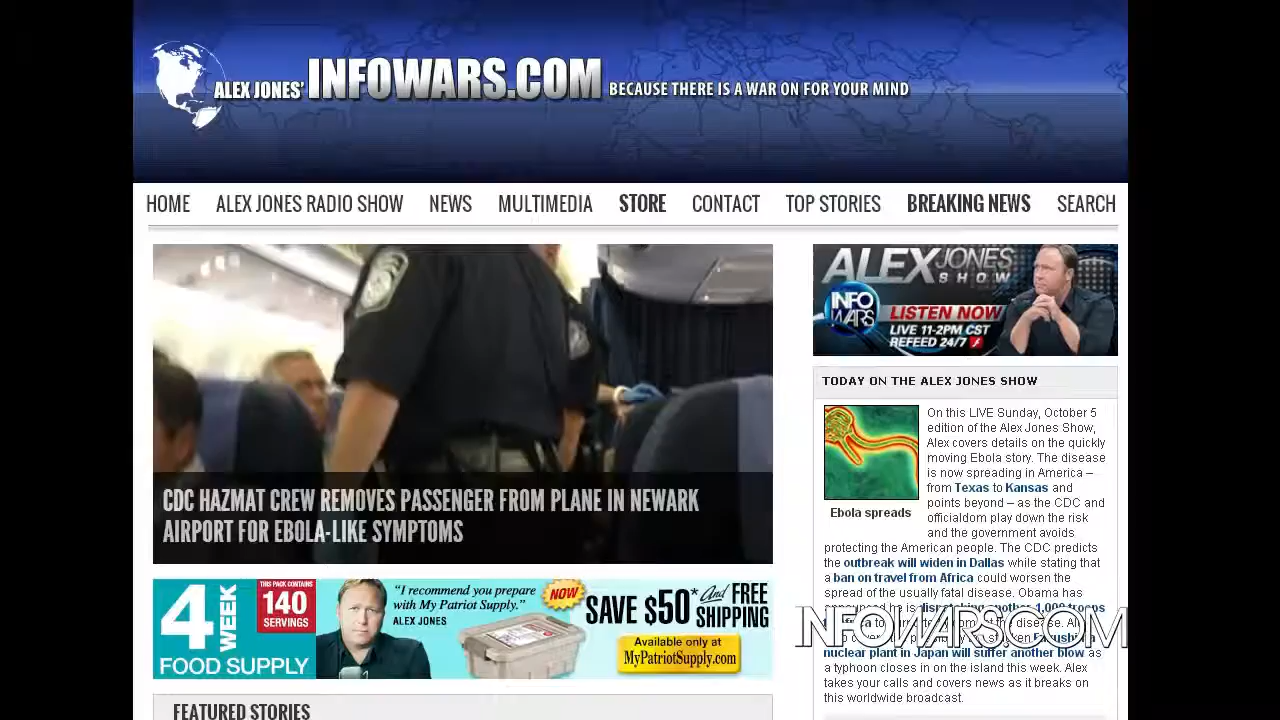 ALEX JONES' INFOWARS.COM BECAUSE THERE IS A WAR ON FOR YOUR MIND
HOME ALEX JONES RADIO SHOW NEWS MULTIMEDIA STORE CONTACT TOP STORIES BREAKING NEWS SEARCH
CDC HAZMAT CREW REMOVES PASSENGER FROM PLANE IN NEWARK
AIRPORT FOR EBOLA-LIKE SYMPTOMS
4 WEEK
FOOD SUPPLY
THIS PACK CONTAINS
140
SERVINGS
"I recommend you prepare
with My Patriot Supply."
ALEX JONES
NOW
SAVE $50* And FREE
SHIPPING
Available only at
MyPatriotSupply.com
FEATURED STORIES
ALEX JONES
SHOW
INFO
WARS
LISTEN NOW
LIVE 11-2PM CST
REFEED 24/7
TODAY ON THE ALEX JONES SHOW
Ebola spreads
On this LIVE Sunday, October 5
edition of the Alex Jones Show,
Alex covers details on the quickly
moving Ebola story. The disease
is now spreading in America –
from Texas to Kansas and
points beyond – as the CDC and
officialdom play down the risk
and the government avoids
protecting the American people. The CDC predicts
the outbreak will widen in Dallas while stating that
a ban on travel from Africa could worsen the
spread of the usually fatal disease. Obama has
1,000 troops
INFOWARS.COM
nuclear plant in Japan will suffer another blow as
a typhoon closes in on the island this week. Alex
takes your calls and covers news as it breaks on
this worldwide broadcast.